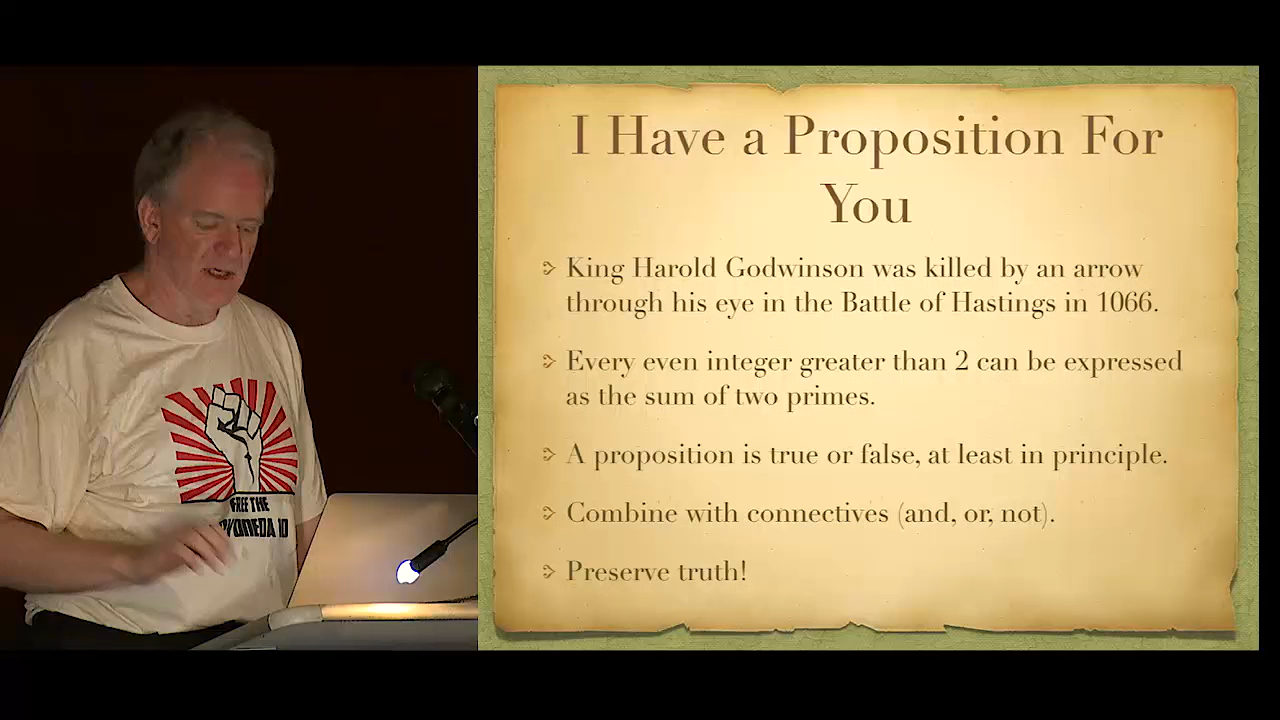 I Have a Proposition For
You
King Harold Godwinson was killed by an arrow
through his eye in the Battle of Hastings in 1066.
Every even integer greater than 2 can be expressed
as the sum of two primes.
A proposition is true or false, at least in principle.
Combine with connectives (and, or, not).
Preserve truth!
FREE THE
10